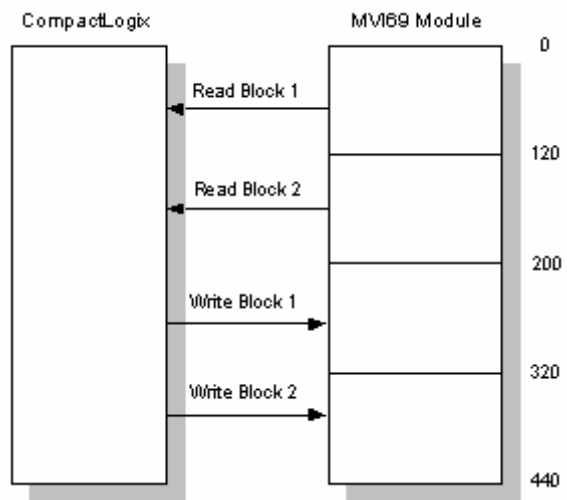 CompactLogix
MVI69 Module
0
Read Block 1
120
Read Block 2
200
Write Block 1
320
Write Block 2
440